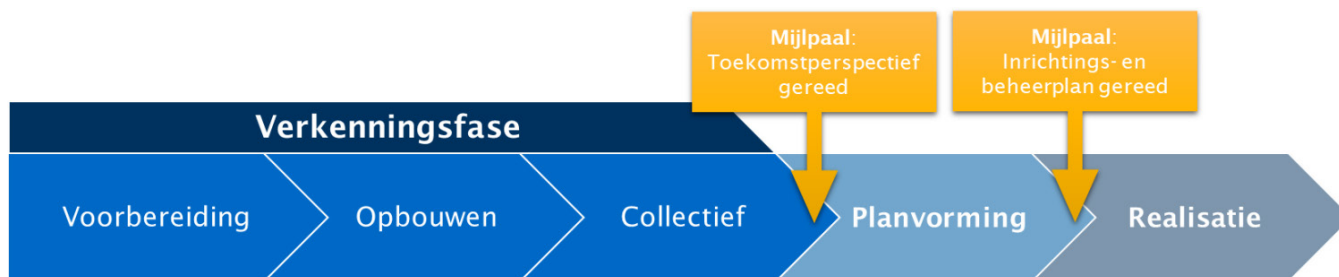 Mijlpaal:
Toekomstperspectief
gereed
Mijlpaal:
Inrichtings- en
beheerplan gereed
Verkenningsfase
Voorbereiding
Opbouwen
Collectief
Planvorming
Realisatie